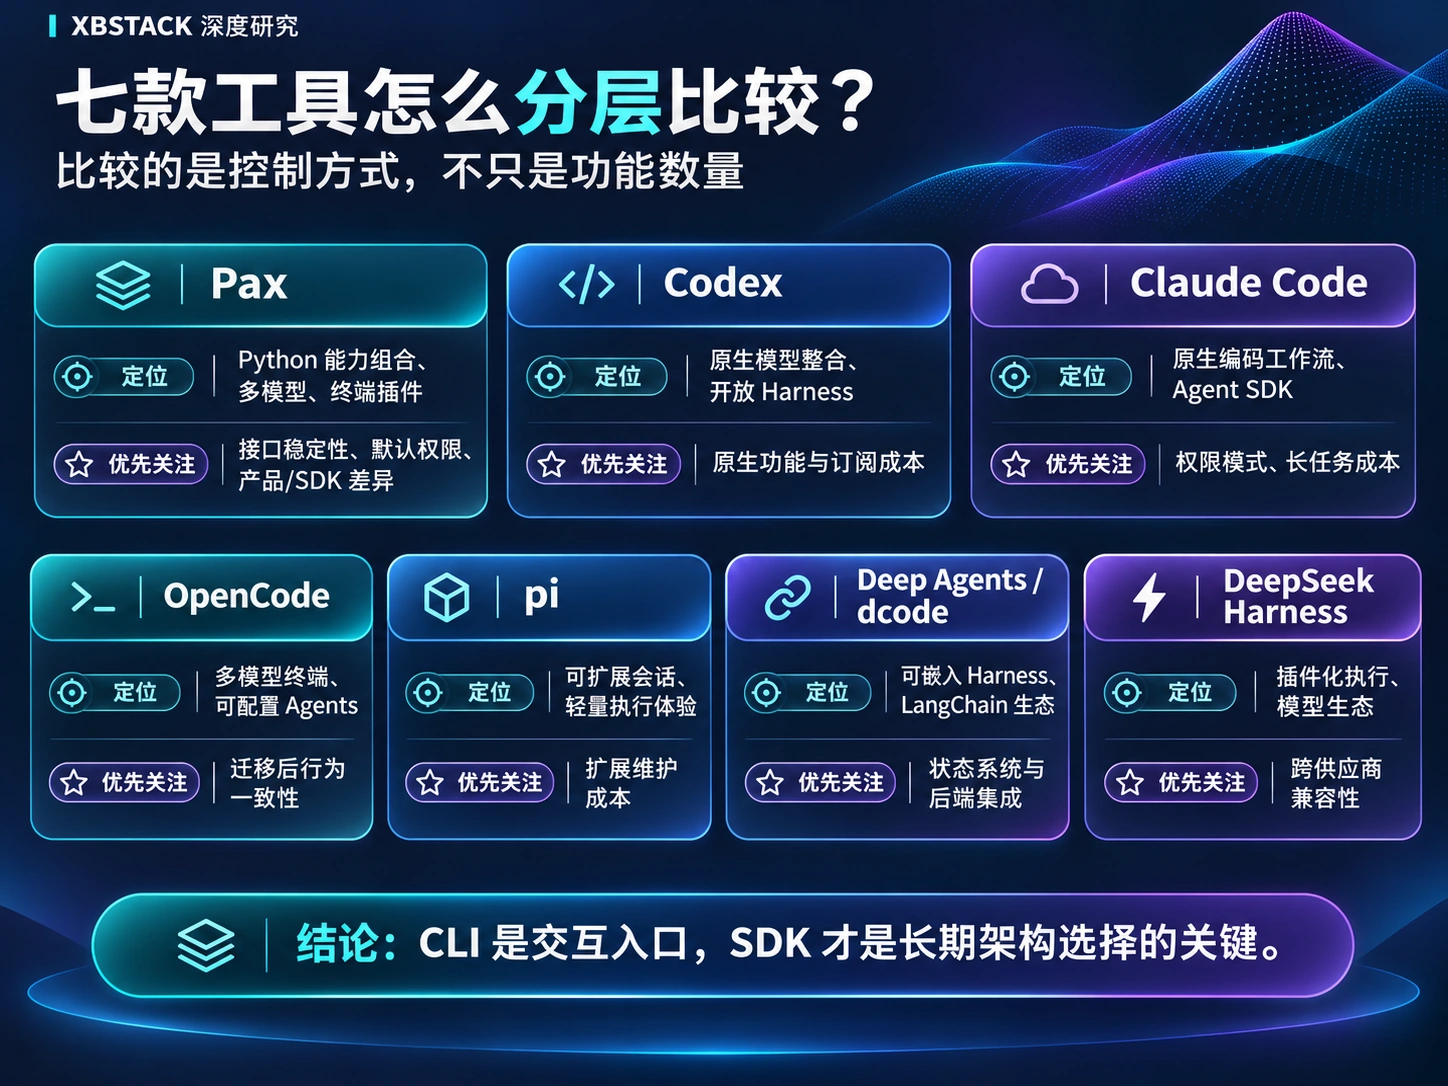 XBSTACK 深度研究
七款工具怎么分层比较？
比较的是控制方式，不只是功能数量
Pax
定位
Python 能力组合、
多模型、终端插件
优先关注
接口稳定性、默认权限、
产品/SDK 差异
Codex
定位
原生模型整合、
开放 Harness
优先关注
原生功能与订阅成本
Claude Code
定位
原生编码工作流、
Agent SDK
优先关注
权限模式、长任务成本
OpenCode
定位
多模型终端、
可配置 Agents
优先关注
迁移后行为
一致性
pi
定位
可扩展会话、
轻量执行体验
优先关注
扩展维护
成本
Deep Agents /
dcode
定位
可嵌入 Harness、
LangChain 生态
优先关注
状态系统与
后端集成
DeepSeek
Harness
定位
插件化执行、
模型生态
优先关注
跨供应商
兼容性
结论：CLI 是交互入口，SDK 才是长期架构选择的关键。